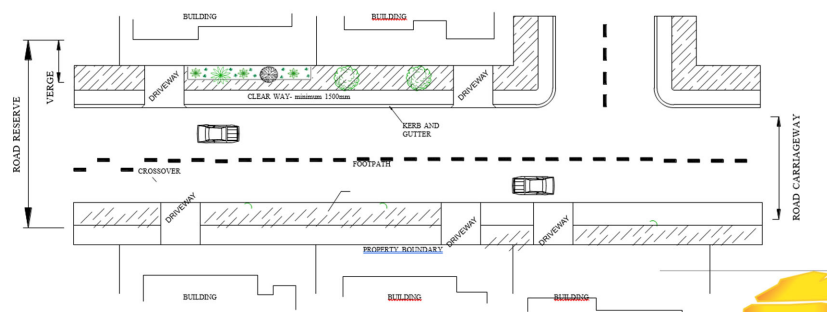 BUILDING
BUILDING
ROAD RESERVE
VERGE
DRIVEWAY
DRIVEWAY
CLEAR WAY- minimum 1500mm
KERB AND
GUTTER
ROAD CARRIAGEWAY
FOOTPATH
CROSSOVER
DRIVEWAY
DRIVEWAY
DRIVEWAY
PROPERTY BOUNDARY
BUILDING
BUILDING
BUILDING